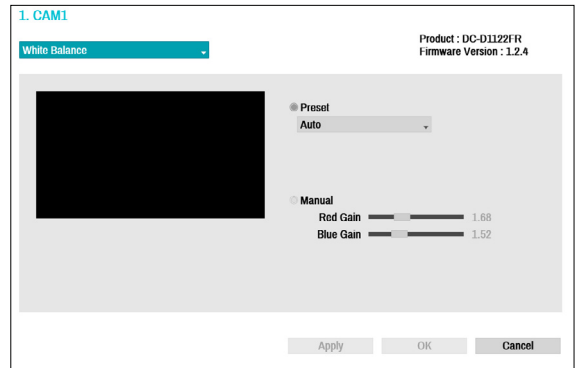 1. CAM1
White Balance
Product : DC-D1122FR
Firmware Version : 1.2.4
Preset
Auto
Manual
Red Gain 1.68
Blue Gain 1.52
Apply OK Cancel